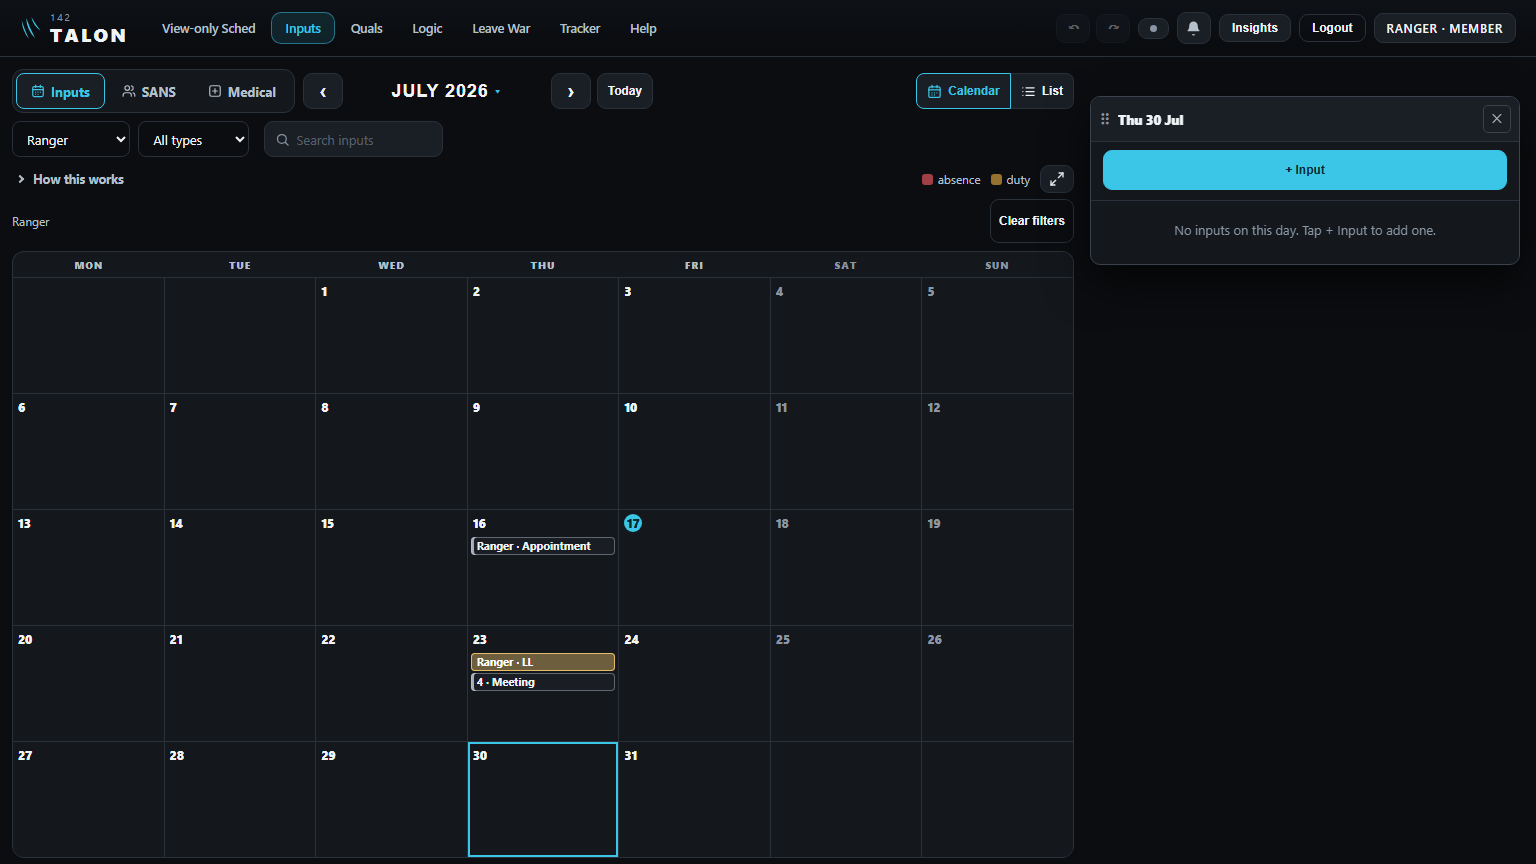 142
TALON
View-only Sched
Inputs
Quals
Logic
Leave War
Tracker
Help
Insights
Logout
RANGER · MEMBER
Inputs
SANS
Medical
JULY 2026
Today
Calendar
List
Ranger
All types
Search inputs
How this works
absence
duty
Ranger
Clear filters
MON TUE WED THU FRI SAT SUN
1 2 3 4 5
6 7 8 9 10 11 12
13 14 15 16 17 18 19
Ranger · Appointment
20 21 22 23 24 25 26
Ranger · LL
4 · Meeting
27 28 29 30 31
Thu 30 Jul
+ Input
No inputs on this day. Tap + Input to add one.